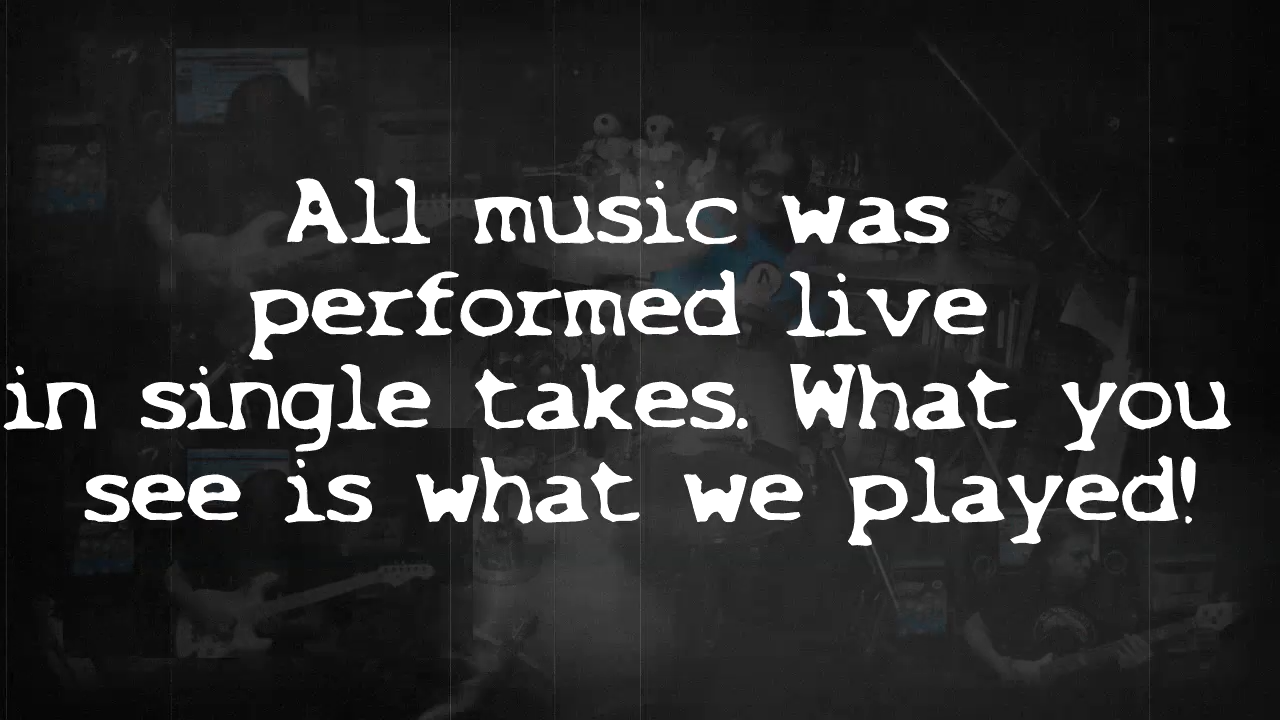 All music was
performed live
in single takes. What you
see is what we played!